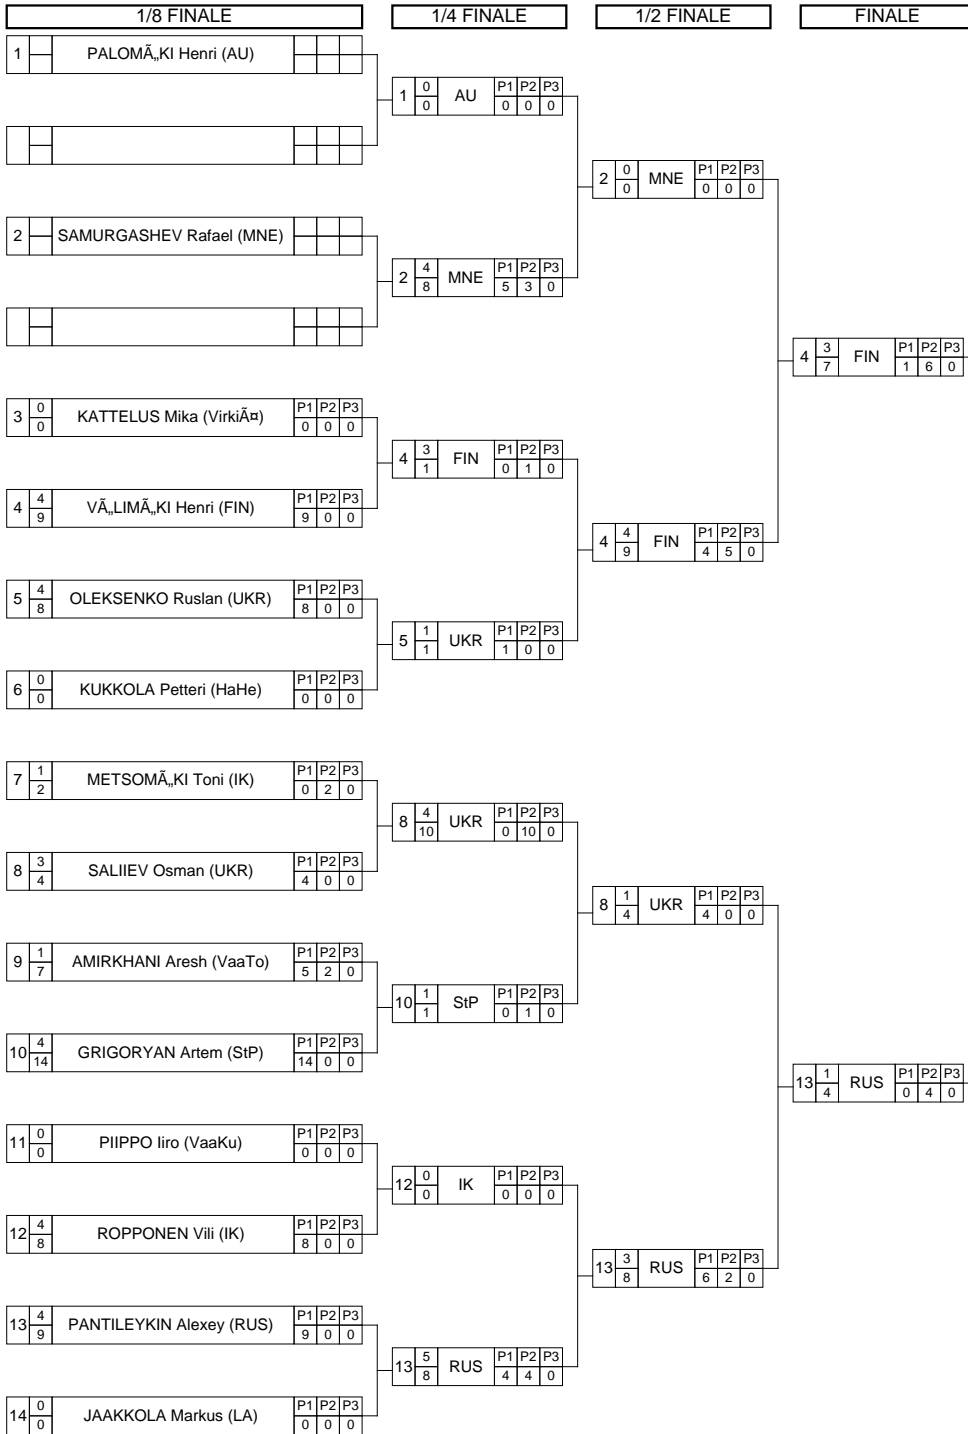 1/8 FINALE
1/4 FINALE
1/2 FINALE
FINALE
1 PALOMÃ„KI Henri (AU)
1 0 0 AU P1 P2 P3 0 0 0
2 0 0 MNE P1 P2 P3 0 0 0
2 SAMURGASHEV Rafael (MNE)
2 4 8 MNE P1 P2 P3 5 3 0
4 3 7 FIN P1 P2 P3 1 6 0
3 0 0 KATTELUS Mika (VirkiÃ¤) P1 P2 P3 0 0 0
4 3 1 FIN P1 P2 P3 0 1 0
4 4 9 VÃ„LIMÃ„KI Henri (FIN) P1 P2 P3 9 0 0
4 4 9 FIN P1 P2 P3 4 5 0
5 4 8 OLEKSENKO Ruslan (UKR) P1 P2 P3 8 0 0
5 1 1 UKR P1 P2 P3 1 0 0
6 0 0 KUKKOLA Petteri (HaHe) P1 P2 P3 0 0 0
7 1 2 METSOMÃ„KI Toni (IK) P1 P2 P3 0 2 0
8 4 10 UKR P1 P2 P3 0 10 0
8 3 4 SALIIEV Osman (UKR) P1 P2 P3 4 0 0
8 1 4 UKR P1 P2 P3 4 0 0
9 1 7 AMIRKHANI Aresh (VaaTo) P1 P2 P3 5 2 0
10 1 1 StP P1 P2 P3 0 1 0
10 4 14 GRIGORYAN Artem (StP) P1 P2 P3 14 0 0
13 1 4 RUS P1 P2 P3 0 4 0
11 0 0 PIIPPO Iiro (VaaKu) P1 P2 P3 0 0 0
12 0 0 IK P1 P2 P3 0 0 0
12 4 8 ROPPONEN Vili (IK) P1 P2 P3 8 0 0
13 3 8 RUS P1 P2 P3 6 2 0
13 4 9 PANTILEYKIN Alexey (RUS) P1 P2 P3 9 0 0
13 5 8 RUS P1 P2 P3 4 4 0
14 0 0 JAAKKOLA Markus (LA) P1 P2 P3 0 0 0